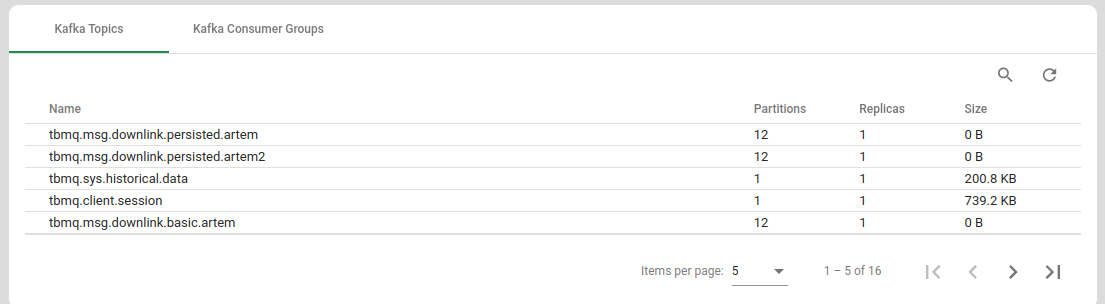 Kafka Topics Kafka Consumer Groups
Name Partitions Replicas Size
tbmq.msg.downlink.persisted.artem 12 1 0 B
tbmq.msg.downlink.persisted.artem2 12 1 0 B
tbmq.sys.historical.data 1 1 200.8 KB
tbmq.client.session 1 1 739.2 KB
tbmq.msg.downlink.basic.artem 12 1 0 B
Items per page: 5 1 – 5 of 16